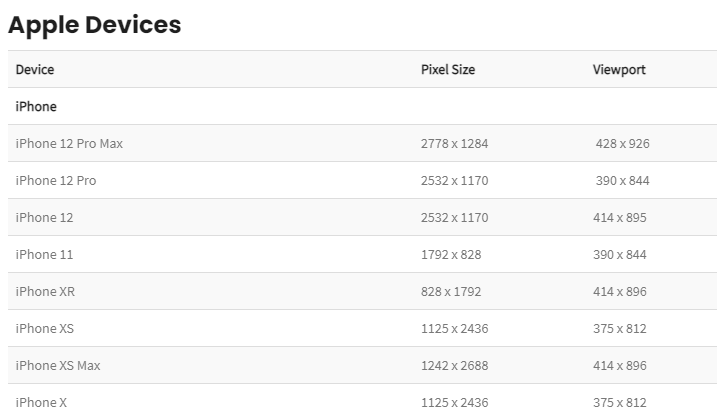 Apple Devices
Device Pixel Size Viewport
iPhone
iPhone 12 Pro Max 2778 x 1284 428 x 926
iPhone 12 Pro 2532 x 1170 390 x 844
iPhone 12 2532 x 1170 414 x 895
iPhone 11 1792 x 828 390 x 844
iPhone XR 828 x 1792 414 x 896
iPhone XS 1125 x 2436 375 x 812
iPhone XS Max 1242 x 2688 414 x 896
iPhone X 1125 x 2436 375 x 812